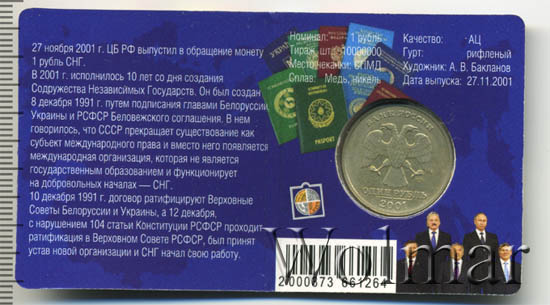 27 ноября 2001 г. ЦБ РФ выпустил в обращение монету
1 рубль СНГ.
В 2001 г. исполнилось 10 лет со дня создания
Содружества Независимых Государств. Он был создан
8 декабря 1991 г. путем подписания главами Белоруссии,
Украины и РСФСР Беловежского соглашения. В нем
говорилось, что СССР прекращает существование как
субъект международного права и вместо него появляется
международная организация, которая не является
государственным образованием и функционирует
на добровольных началах — СНГ.
10 декабря 1991 г. договор ратифицируют Верховные
Советы Белоруссии и Украины, а 12 декабря,
с нарушением 104 статьи Конституции РСФСР проходит
ратификация в Верховном Совете РСФСР, был принят
устав новой организации и СНГ начал свою работу.
Номинал: 1 рубль
Тираж, шт.: 10000000
Место чеканки: СПМД
Сплав: Медь, никель
Качество: АЦ
Гурт: рифленый
Художник: А. В. Бакланов
Дата выпуска: 27.11.2001
PASSPORT
БАНК РОССИИ
ОДИН РУБЛЬ
2001
2000673 661264
Wolmar